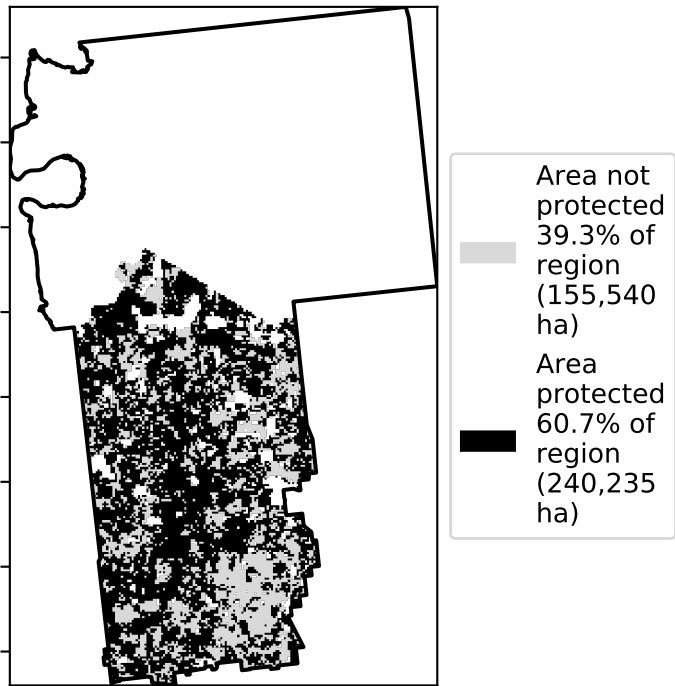 Area not
protected
39.3% of
region
(155,540
ha)
Area
protected
60.7% of
region
(240,235
ha)